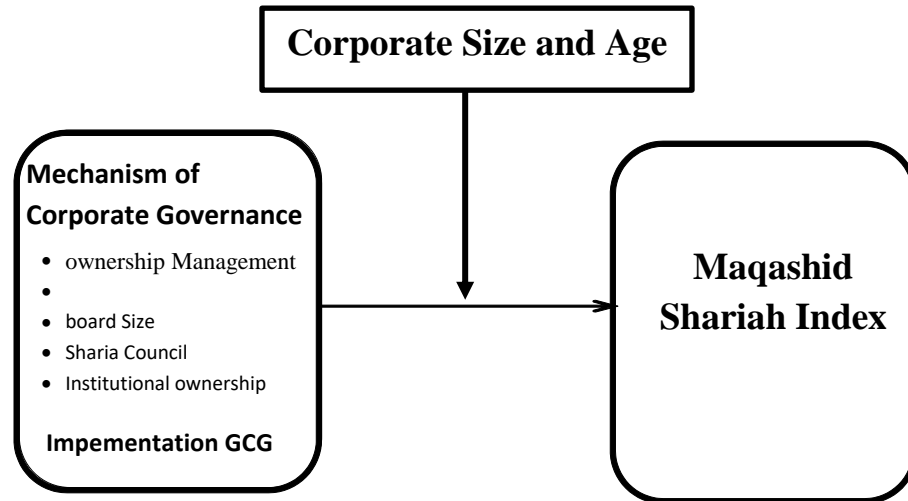 Corporate Size and Age
Mechanism of
Corporate Governance
• ownership Management
•
• board Size
• Sharia Council
• Institutional ownership
Impementation GCG
Maqashid
Shariah Index